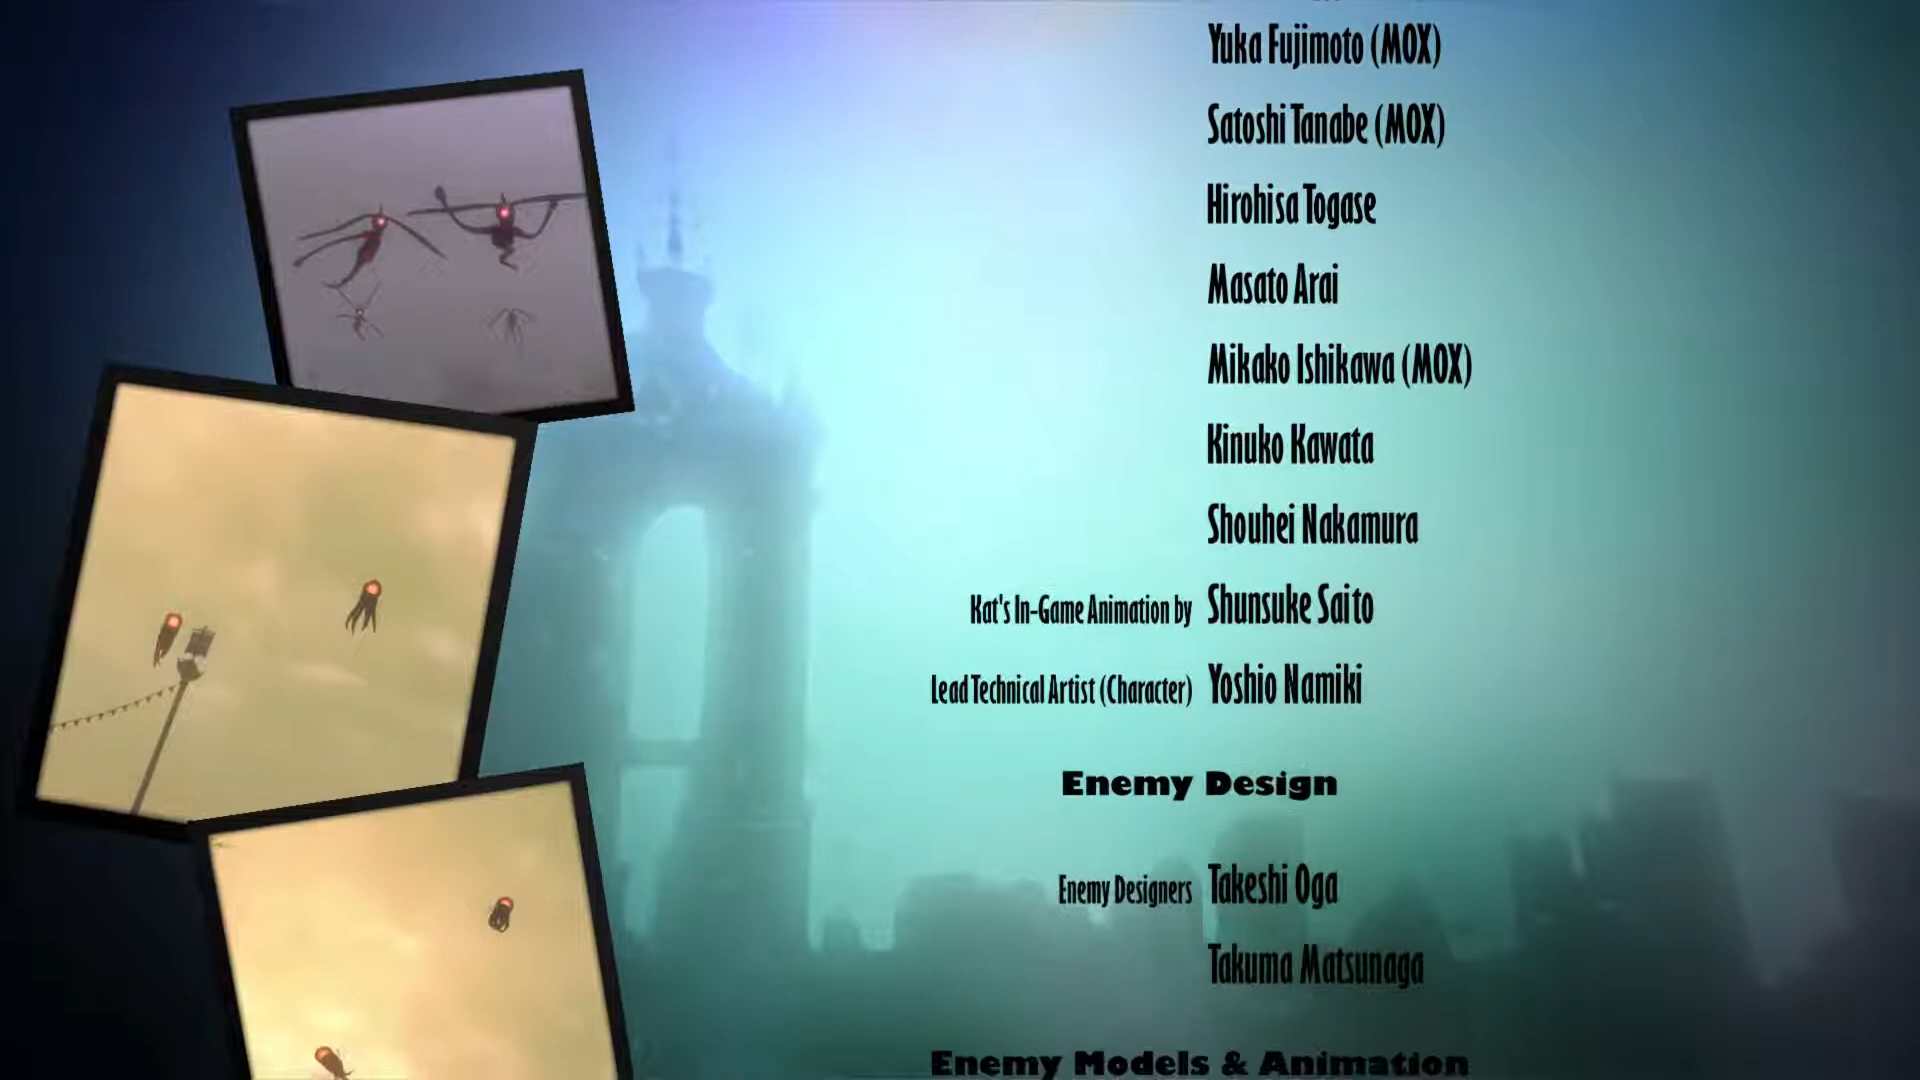 Yuka Fujimoto (MOX)
Satoshi Tanabe (MOX)
Hirohisa Togase
Masato Arai
Mikako Ishikawa (MOX)
Kinuko Kawata
Shouhei Nakamura
Kat's In-Game Animation by Shunsuke Saito
Lead Technical Artist (Character) Yoshio Namiki
Enemy Design
Enemy Designers Takeshi Oga
Takuma Matsunaga
Enemy Models & Animation